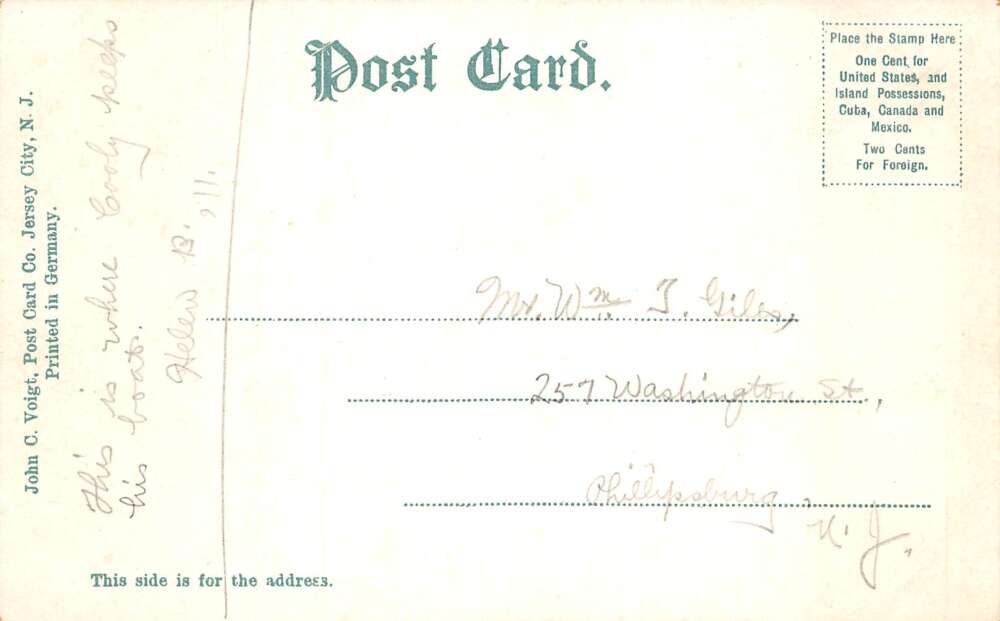 Post Card.
Place the Stamp Here
One Cent for
United States, and
Island Possessions,
Cuba, Canada and
Mexico.
Two Cents
For Foreign.
John C. Voigt, Post Card Co. Jersey City, N. J.
Printed in Germany.
This is where Cooly keeps
his boat.
Helen B. '11.
Mr. Wm. T. Giles,
257 Washington St.,
Phillipsburg,
N. J.
This side is for the address.